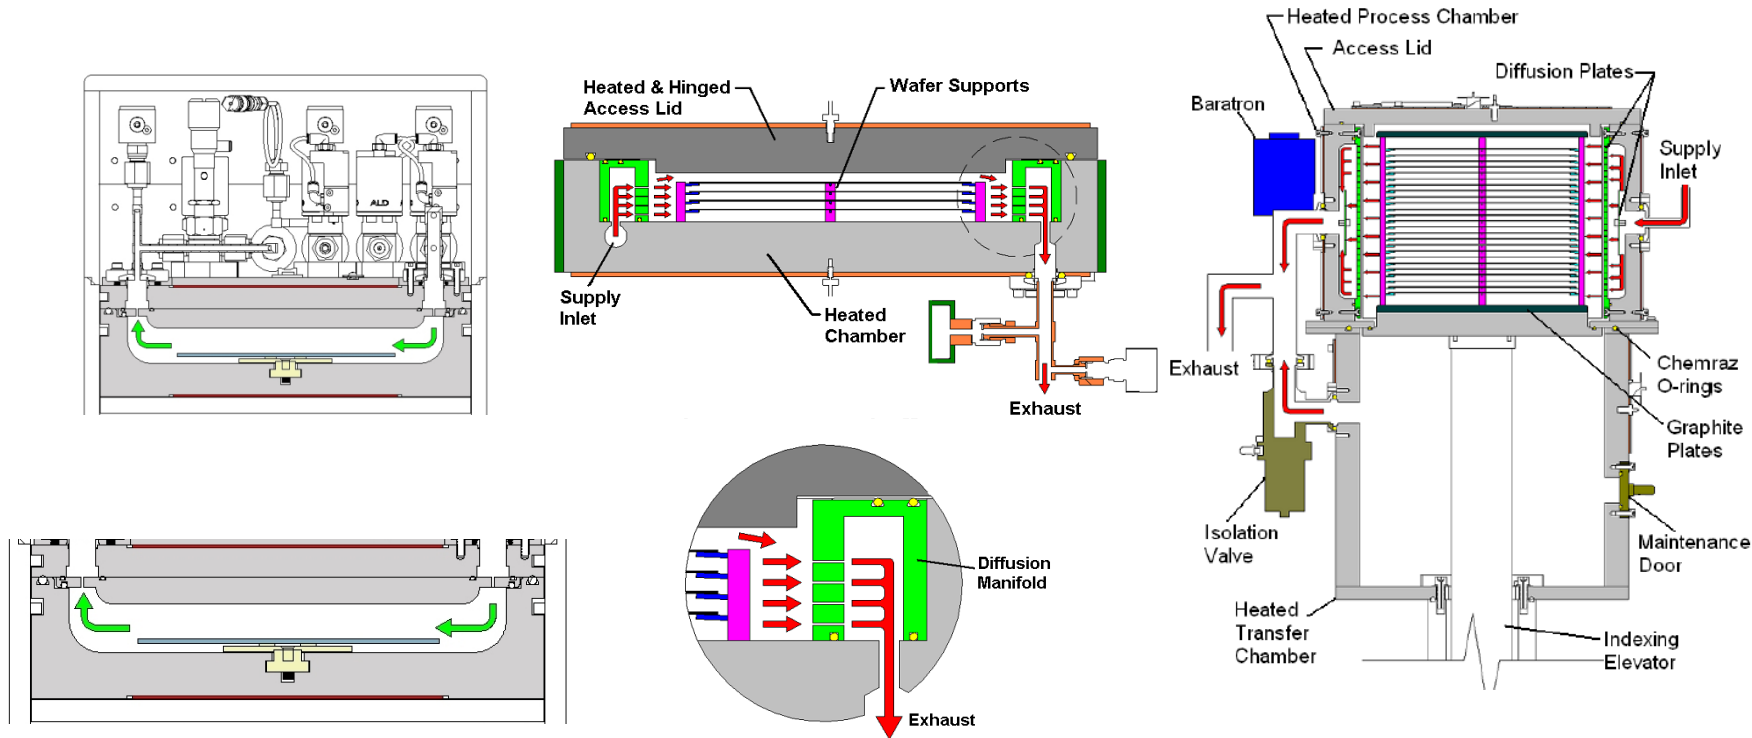 ALD
Heated & Hinged
Access Lid
Wafer Supports
Supply
Inlet
Heated
Chamber
Exhaust
Diffusion
Manifold
Exhaust
Heated Process Chamber
Access Lid
Diffusion Plates
Baratron
Supply
Inlet
Exhaust
Chemraz
O-rings
Graphite
Plates
Isolation
Valve
Maintenance
Door
Heated
Transfer
Chamber
Indexing
Elevator